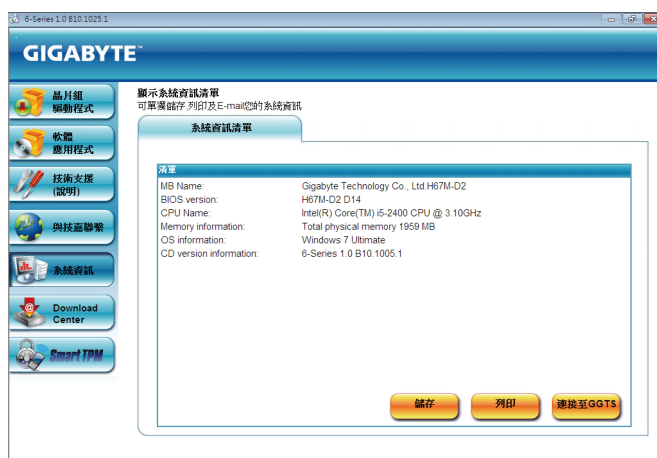 6-Series 1.0 B10.1025.1
GIGABYTE™
晶片組
驅動程式
軟體
應用程式
技術支援
(說明)
與技嘉聯繫
系統資訊
Download
Center
Smart TPM
顯示系統資訊清單
可單獨儲存,列印及E-mail您的系統資訊
系統資訊清單
清單
MB Name: Gigabyte Technology Co., Ltd H67M-D2
BIOS version: H67M-D2 D14
CPU Name: Intel(R) Core(TM) i5-2400 CPU @ 3.10GHz
Memory information: Total physical memory 1959 MB
OS information: Windows 7 Ultimate
CD version information: 6-Series 1.0 B10.1005.1
儲存 列印 連接至GGTS